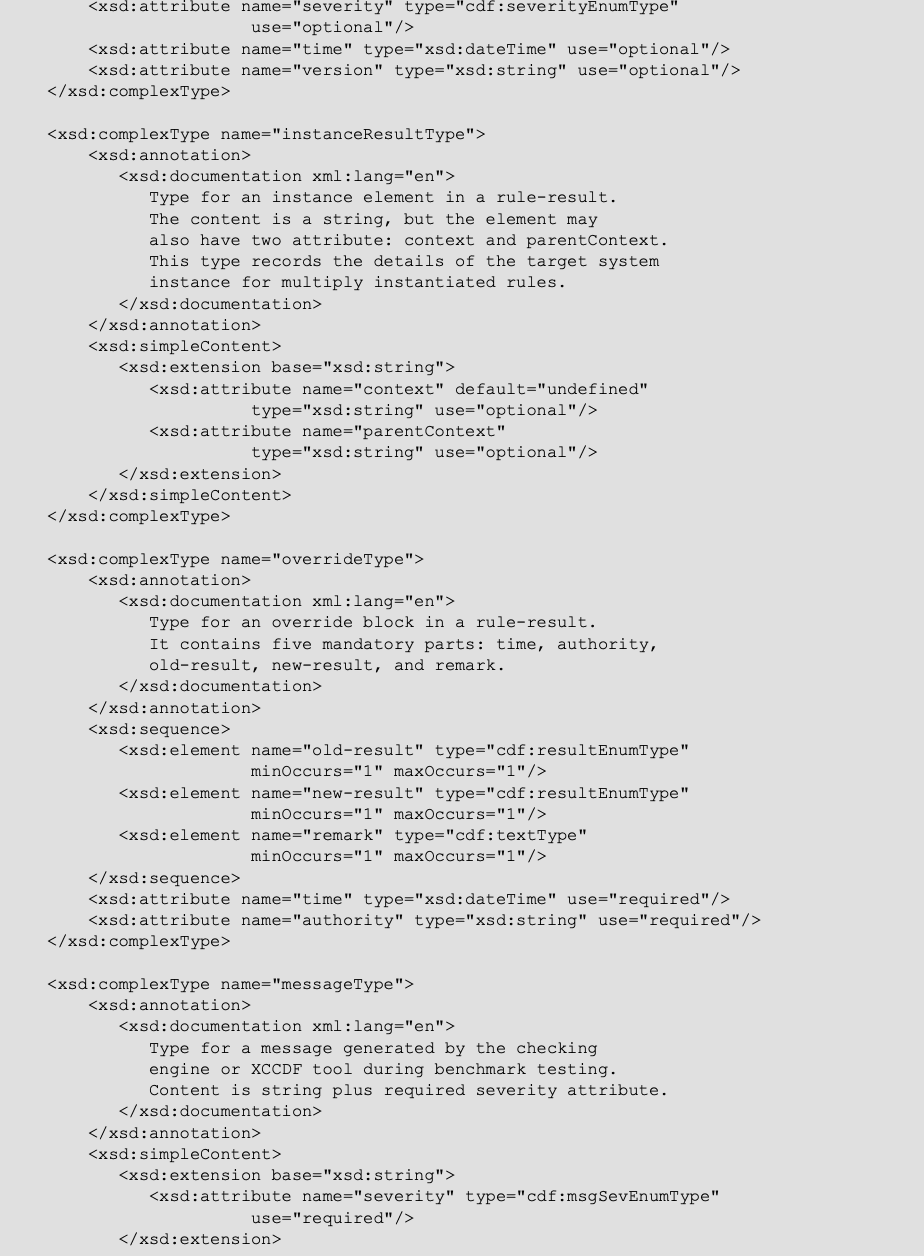 <xsd:attribute name="severity" type="cdf:severityEnumType"
use="optional"/>
<xsd:attribute name="time" type="xsd:dateTime" use="optional"/>
<xsd:attribute name="version" type="xsd:string" use="optional"/>
</xsd:complexType>
<xsd:complexType name="instanceResultType">
<xsd:annotation>
<xsd:documentation xml:lang="en">
Type for an instance element in a rule-result.
The content is a string, but the element may
also have two attribute: context and parentContext.
This type records the details of the target system
instance for multiply instantiated rules.
</xsd:documentation>
</xsd:annotation>
<xsd:simpleContent>
<xsd:extension base="xsd:string">
<xsd:attribute name="context" default="undefined"
type="xsd:string" use="optional"/>
<xsd:attribute name="parentContext"
type="xsd:string" use="optional"/>
</xsd:extension>
</xsd:simpleContent>
</xsd:complexType>
<xsd:complexType name="overrideType">
<xsd:annotation>
<xsd:documentation xml:lang="en">
Type for an override block in a rule-result.
It contains five mandatory parts: time, authority,
old-result, new-result, and remark.
</xsd:documentation>
</xsd:annotation>
<xsd:sequence>
<xsd:element name="old-result" type="cdf:resultEnumType"
minOccurs="1" maxOccurs="1"/>
<xsd:element name="new-result" type="cdf:resultEnumType"
minOccurs="1" maxOccurs="1"/>
<xsd:element name="remark" type="cdf:textType"
minOccurs="1" maxOccurs="1"/>
</xsd:sequence>
<xsd:attribute name="time" type="xsd:dateTime" use="required"/>
<xsd:attribute name="authority" type="xsd:string" use="required"/>
</xsd:complexType>
<xsd:complexType name="messageType">
<xsd:annotation>
<xsd:documentation xml:lang="en">
Type for a message generated by the checking
engine or XCCDF tool during benchmark testing.
Content is string plus required severity attribute.
</xsd:documentation>
</xsd:annotation>
<xsd:simpleContent>
<xsd:extension base="xsd:string">
<xsd:attribute name="severity" type="cdf:msgSevEnumType"
use="required"/>
</xsd:extension>